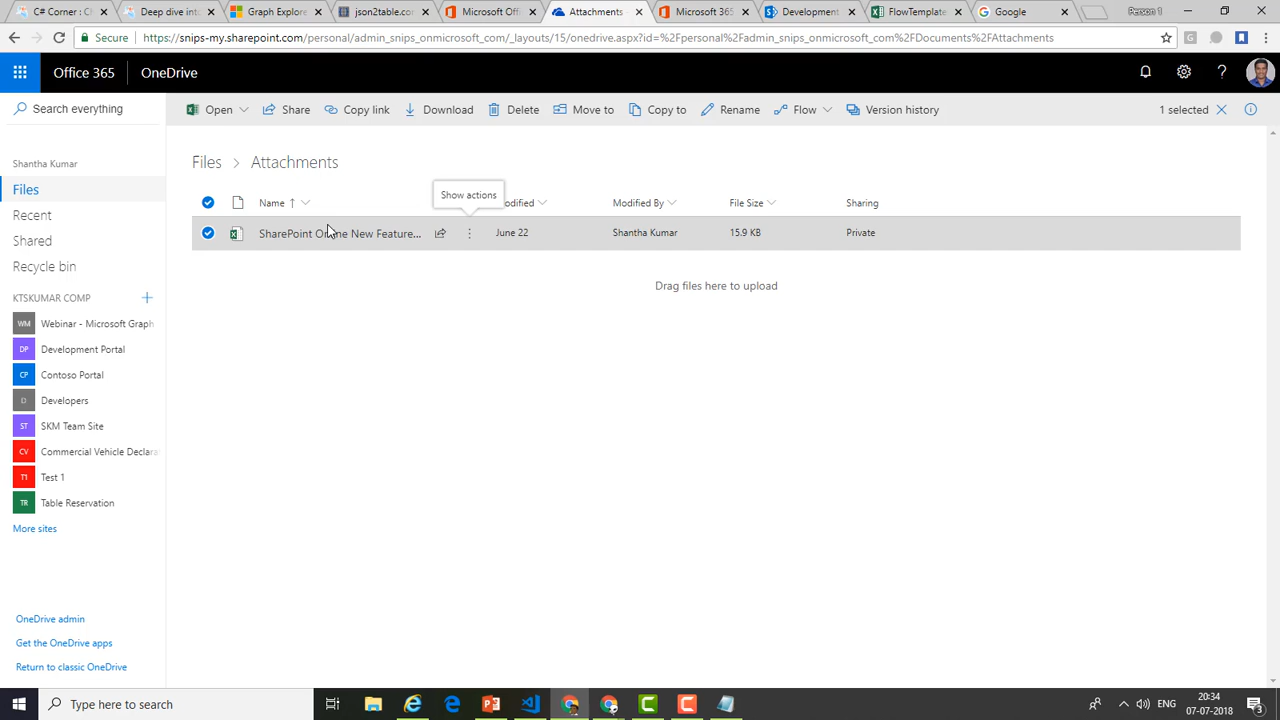 C# Corner : C# Deep dive into Graph Explore json2table.co Microsoft Offi Attachments Microsoft 365 Development FlowTemplate Google Person 1
Secure https://snips-my.sharepoint.com/personal/admin_snips_onmicrosoft_com/_layouts/15/onedrive.aspx?id=%2Fpersonal%2Fadmin_snips_onmicrosoft_com%2FDocuments%2FAttachments
Office 365 OneDrive
Search everything Open Share Copy link Download Delete Move to Copy to Rename Flow Version history 1 selected
Shantha Kumar Files > Attachments
Files
Recent
Shared
Recycle bin
Show actions
Name Modified By File Size Sharing
SharePoint Online New Feature... June 22 Shantha Kumar 15.9 KB Private
Drag files here to upload
KTSKUMAR COMP
WM Webinar - Microsoft Graph
DP Development Portal
CP Contoso Portal
D Developers
ST SKM Team Site
CV Commercial Vehicle Declara
T1 Test 1
TR Table Reservation
More sites
OneDrive admin
Get the OneDrive apps
Return to classic OneDrive
Type here to search ENG 20:34
07-07-2018 3